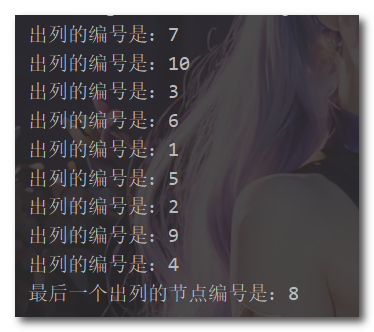 出列的编号是：7
出列的编号是：10
出列的编号是：3
出列的编号是：6
出列的编号是：1
出列的编号是：5
出列的编号是：2
出列的编号是：9
出列的编号是：4
最后一个出列的节点编号是：8